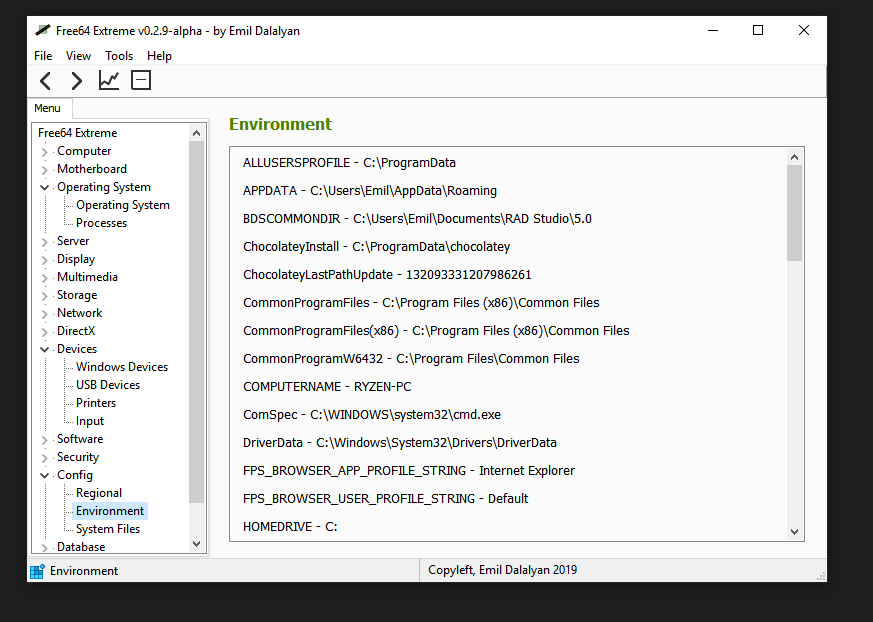 Free64 Extreme v0.2.9-alpha - by Emil Dalalyan
File View Tools Help
Menu
Free64 Extreme
Computer
Motherboard
Operating System
Operating System
Processes
Server
Display
Multimedia
Storage
Network
DirectX
Devices
Windows Devices
USB Devices
Printers
Input
Software
Security
Config
Regional
Environment
System Files
Database
Environment
ALLUSERSPROFILE - C:\ProgramData
APPDATA - C:\Users\Emil\AppData\Roaming
BDSCOMMONDIR - C:\Users\Emil\Documents\RAD Studio\5.0
ChocolateyInstall - C:\ProgramData\chocolatey
ChocolateyLastPathUpdate - 132093331207986261
CommonProgramFiles - C:\Program Files (x86)\Common Files
CommonProgramFiles(x86) - C:\Program Files (x86)\Common Files
CommonProgramW6432 - C:\Program Files\Common Files
COMPUTERNAME - RYZEN-PC
ComSpec - C:\WINDOWS\system32\cmd.exe
DriverData - C:\Windows\System32\Drivers\DriverData
FPS_BROWSER_APP_PROFILE_STRING - Internet Explorer
FPS_BROWSER_USER_PROFILE_STRING - Default
HOMEDRIVE - C:
Environment
Copyleft, Emil Dalalyan 2019